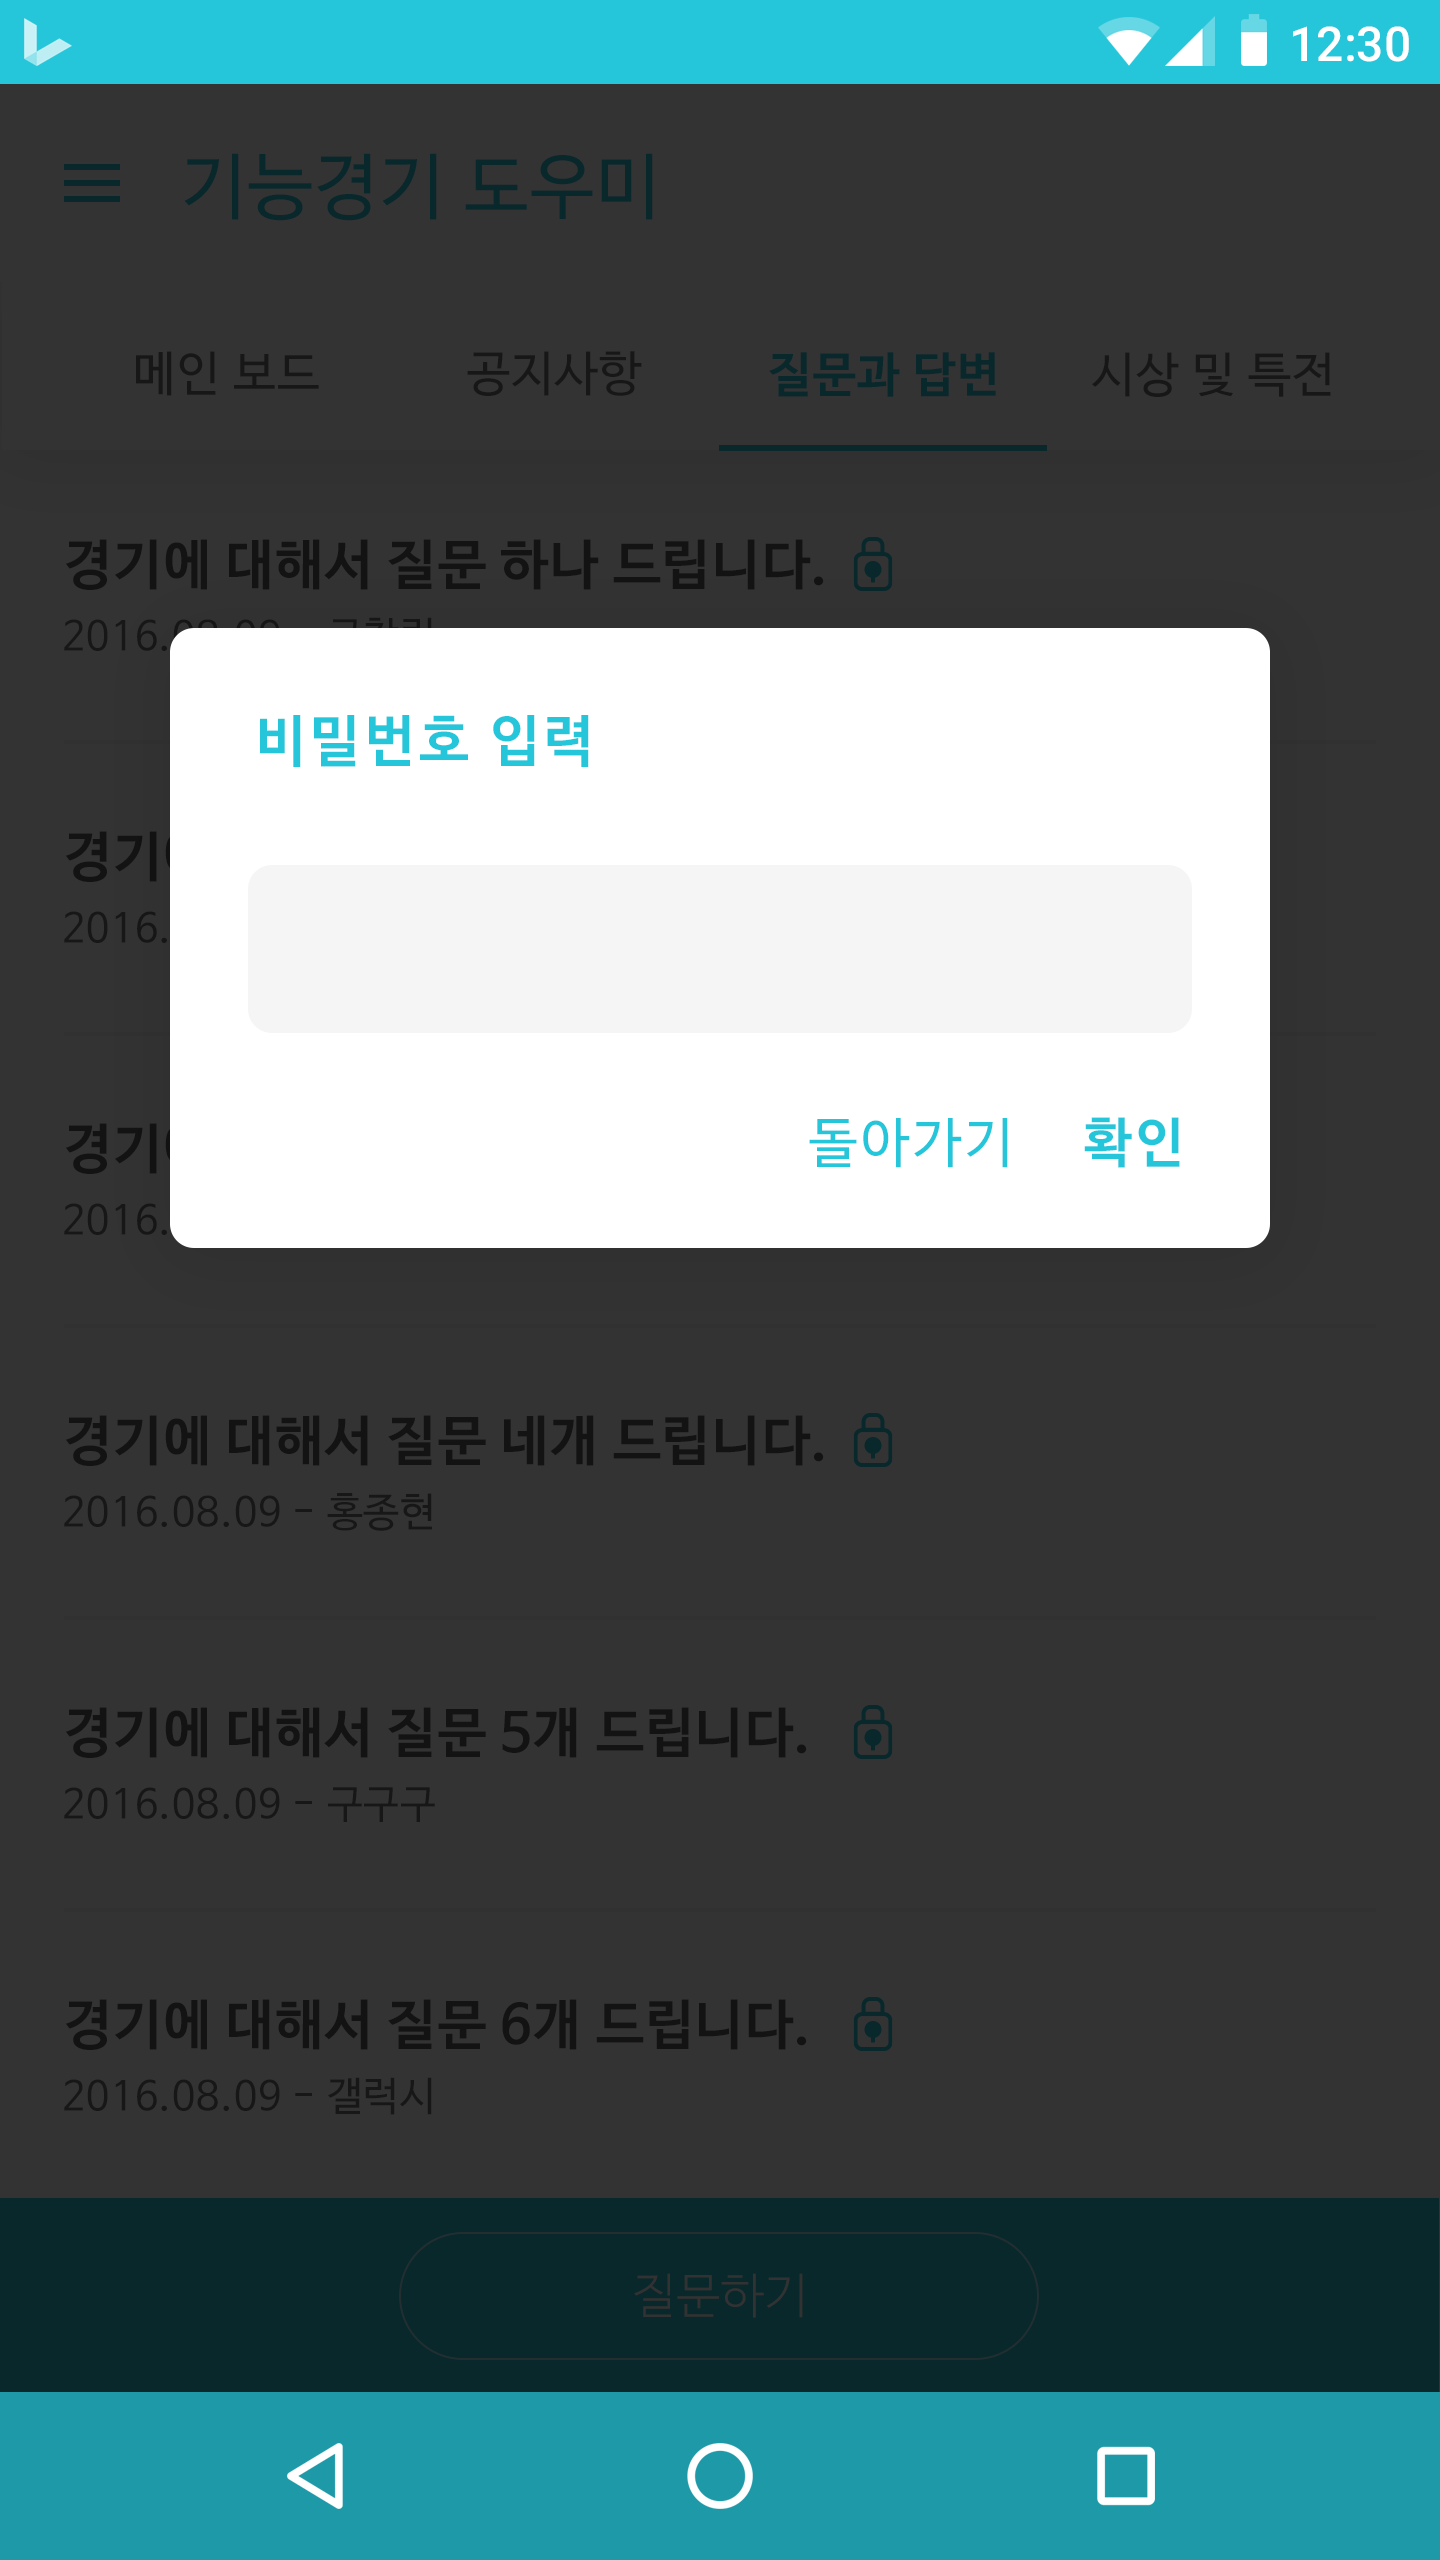 12:30
기능경기 도우미
메인 보드 공지사항 질문과 답변 시상 및 특전
경기에 대해서 질문 하나 드립니다.
2016.08.09 -
비밀번호 입력
경기
2016.
돌아가기 확인
경기
2016.
경기에 대해서 질문 네개 드립니다.
2016.08.09 - 홍종현
경기에 대해서 질문 5개 드립니다.
2016.08.09 - 구구구
경기에 대해서 질문 6개 드립니다.
2016.08.09 - 갤럭시
질문하기